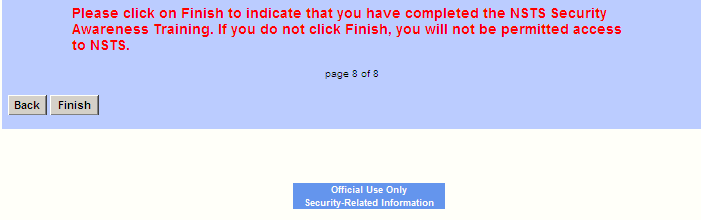 Please click on Finish to indicate that you have completed the NSTS Security
Awareness Training. If you do not click Finish, you will not be permitted access
to NSTS.
page 8 of 8
Back Finish
Official Use Only
Security-Related Information